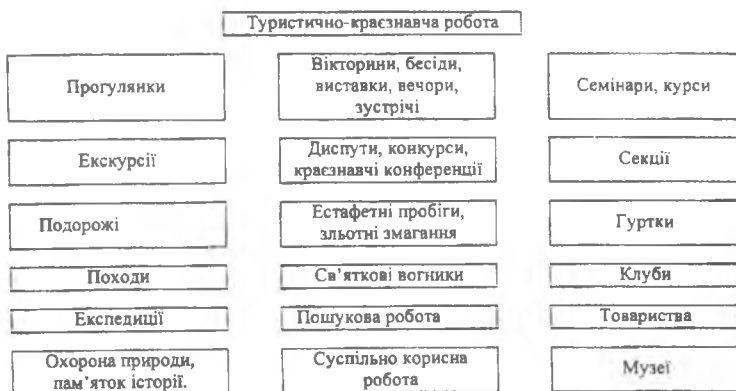 Туристично-краєзнавча робота
Прогулянки
Вікторини, бесіди,
виставки, вечори,
зустрічі
Семінари, курси
Екскурсії
Диспути, конкурси,
краєзнавчі конференції
Секції
Подорожі
Естафетні пробіги,
зльотні змагання
Гуртки
Походи
Св’яткові вогники
Клуби
Експедиції
Пошукова робота
Товариства
Охорона природи,
пам’яток історії.
Суспільно корисна
робота
Музеї